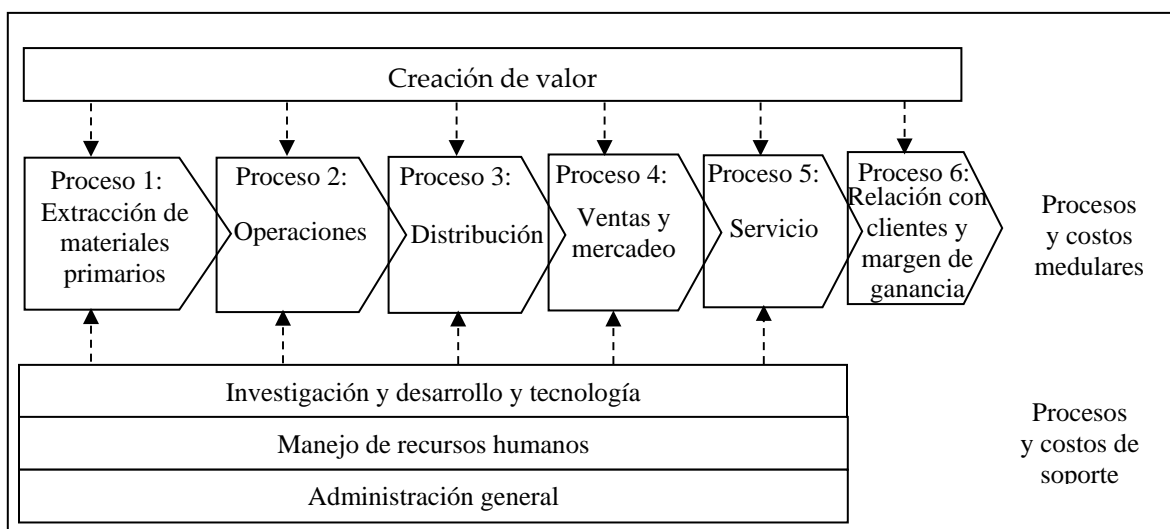 Creación de valor
Proceso 1:
Extracción de
materiales
primarios
Proceso 2:
Operaciones
Proceso 3:
Distribución
Proceso 4:
Ventas y
mercadeo
Proceso 5:
Servicio
Proceso 6:
Relación con
clientes y
margen de
ganancia
Procesos
y costos
medulares
Investigación y desarrollo y tecnología
Manejo de recursos humanos
Administración general
Procesos
y costos de
soporte